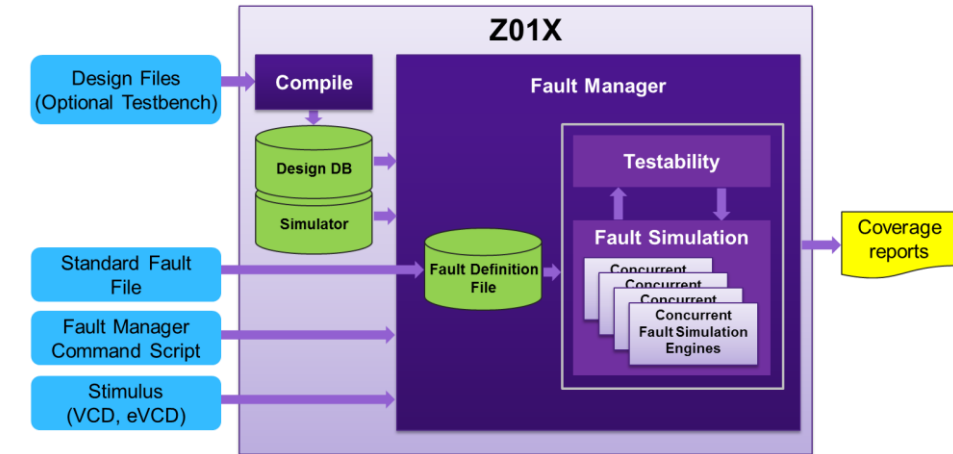 Z01X
Design Files
(Optional Testbench)
Compile
Fault Manager
Design DB
Simulator
Testability
Fault Simulation
Concurrent
Concurrent
Concurrent
Concurrent
Fault Simulation
Engines
Standard Fault
File
Fault Definition
File
Fault Manager
Command Script
Stimulus
(VCD, eVCD)
Coverage
reports